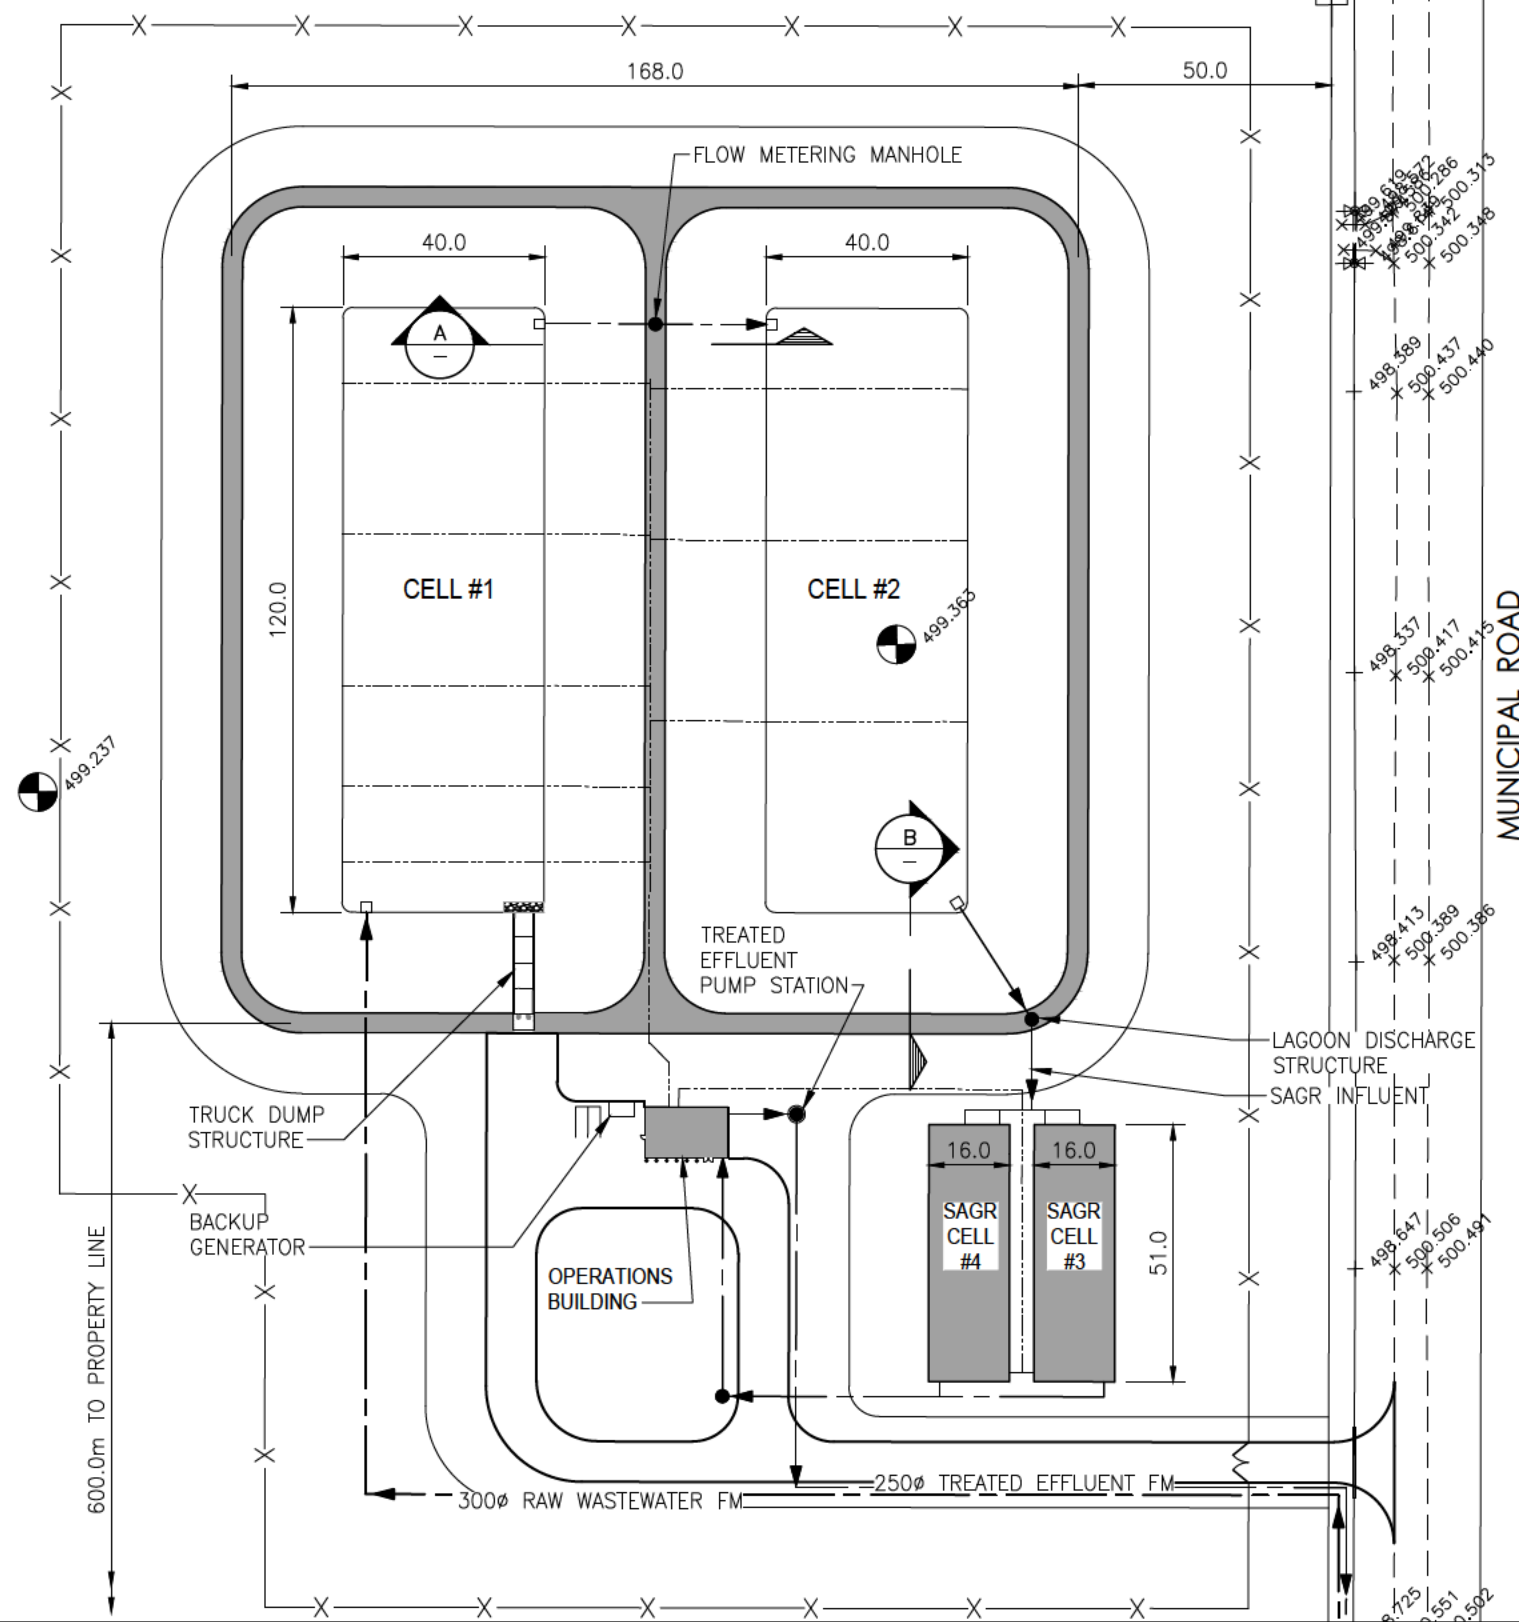 168.0
50.0
FLOW METERING MANHOLE
500.286
500.313
500.342
500.348
40.0
40.0
A
498.389
500.437
500.440
120.0
CELL #1
CELL #2
499.363
498.337
500.417
500.415
MUNICIPAL ROAD
499.237
B
TREATED
EFFLUENT
PUMP STATION
498.413
500.389
500.386
LAGOON DISCHARGE
STRUCTURE
SAGR INFLUENT
TRUCK DUMP
STRUCTURE
16.0
16.0
BACKUP
GENERATOR
SAGR
CELL
#4
SAGR
CELL
#3
51.0
498.647
500.506
500.491
OPERATIONS
BUILDING
600.0m TO PROPERTY LINE
250ø TREATED EFFLUENT FM
300ø RAW WASTEWATER FM